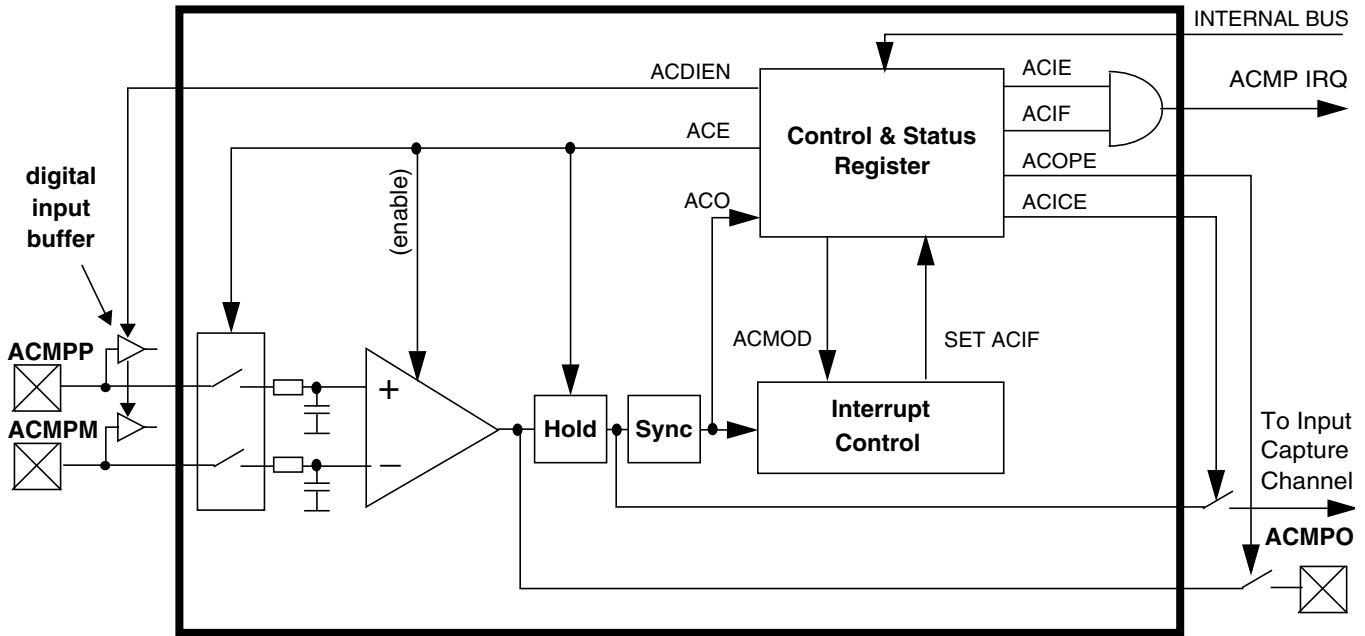 INTERNAL BUS
ACDIEN
ACIE
ACMP IRQ
ACE
Control & Status
Register
ACIF
ACOPE
ACICE
digital
input
buffer
(enable)
ACO
ACMPP
ACMOD
SET ACIF
+
ACMPM
Hold
Sync
Interrupt
Control
−
To Input
Capture
Channel
ACMPO